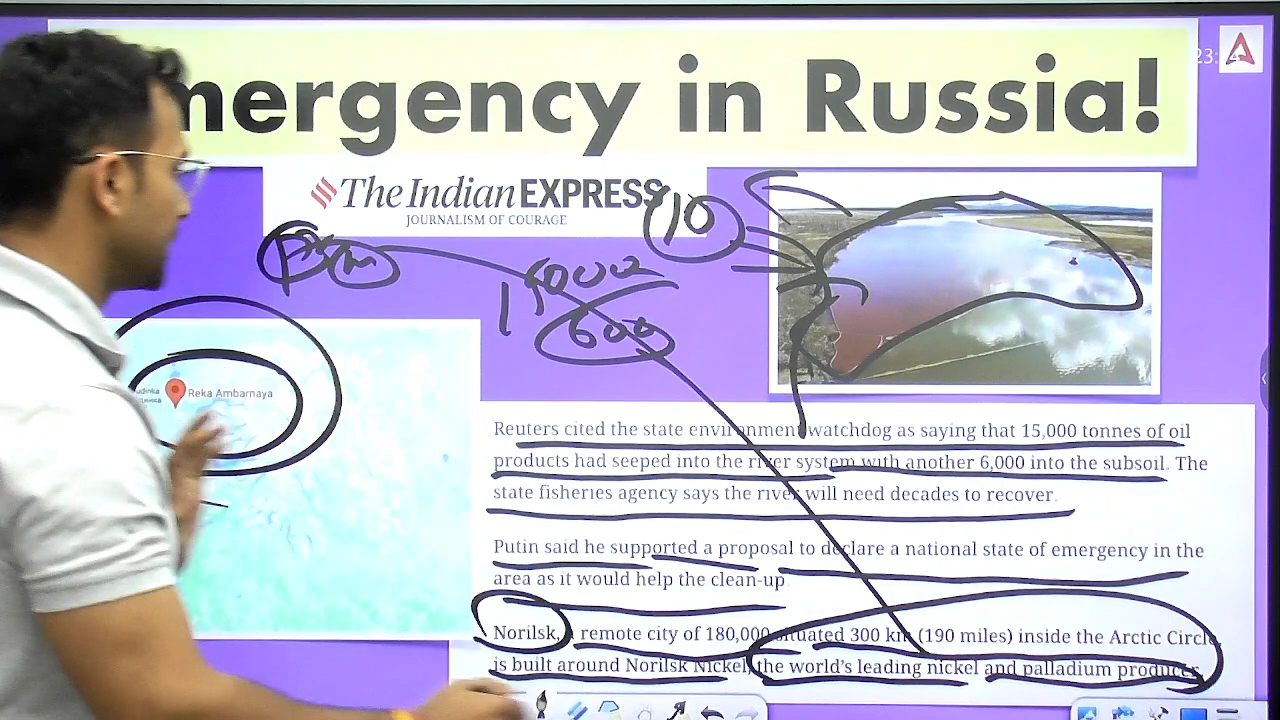 mergency in Russia!
23:
The Indian EXPRESS
JOURNALISM OF COURAGE
10
15000
600
Reka Ambarnaya
Reuters cited the state environment watchdog as saying that 15,000 tonnes of oil
products had seeped into the river system with another 6,000 into the subsoil. The
state fisheries agency says the river will need decades to recover.
Putin said he supported a proposal to declare a national state of emergency in the
area as it would help the clean-up.
Norilsk, a remote city of 180,000 situated 300 km (190 miles) inside the Arctic Circle,
is built around Norilsk Nickel, the world's leading nickel and palladium producer.